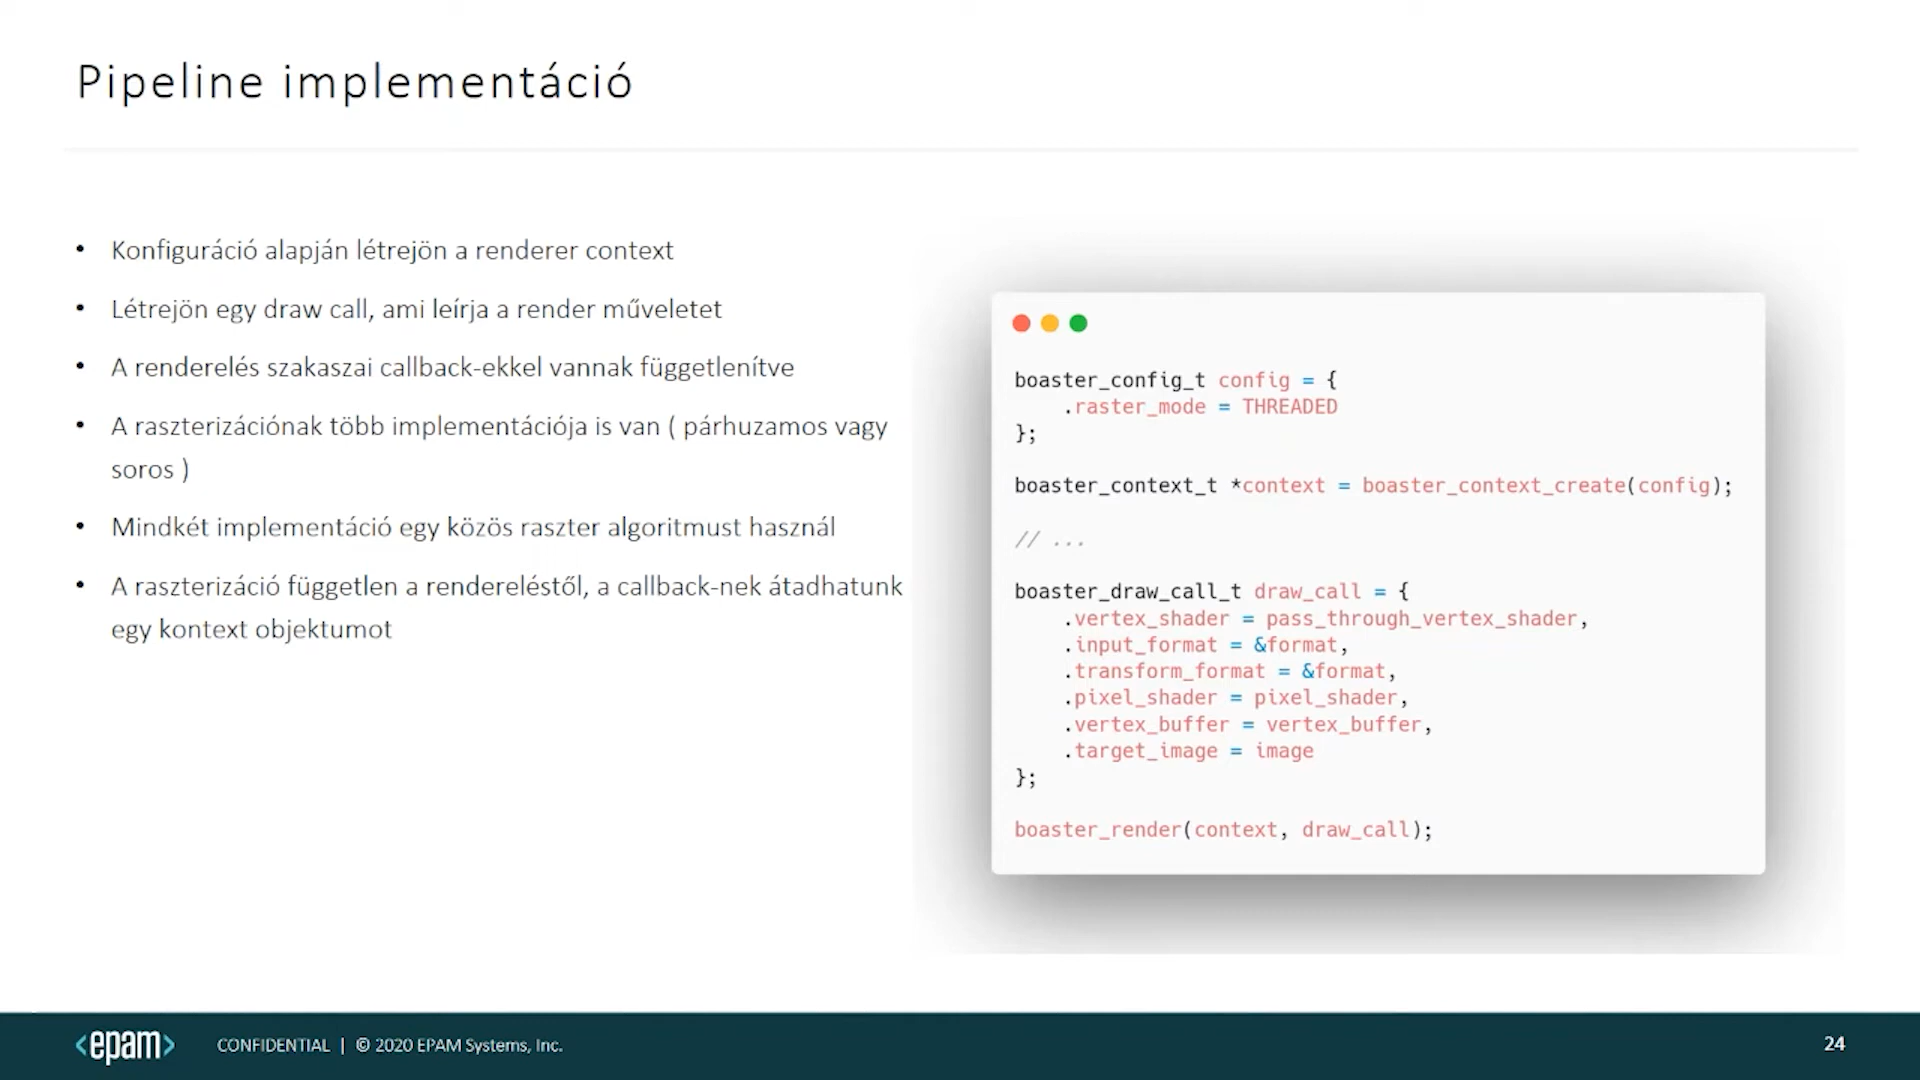 Pipeline implementáció
• Konfiguráció alapján létrejön a renderer context
• Létrejön egy draw call, ami leírja a render műveletet
• A renderelés szakaszai callback-ekkel vannak függetlenítve
• A raszterizációnak több implementációja is van ( párhuzamos vagy
soros )
• Mindkét implementáció egy közös raszter algoritmust használ
• A raszterizáció független a rendereléstől, a callback-nek átadhatunk
egy kontext objektumot
boaster_config_t config = {
    .raster_mode = THREADED
};
boaster_context_t *context = boaster_context_create(config);
// ...
boaster_draw_call_t draw_call = {
    .vertex_shader = pass_through_vertex_shader,
    .input_format = &format,
    .transform_format = &format,
    .pixel_shader = pixel_shader,
    .vertex_buffer = vertex_buffer,
    .target_image = image
};
boaster_render(context, draw_call);
<epam> CONFIDENTIAL | © 2020 EPAM Systems, Inc. 24